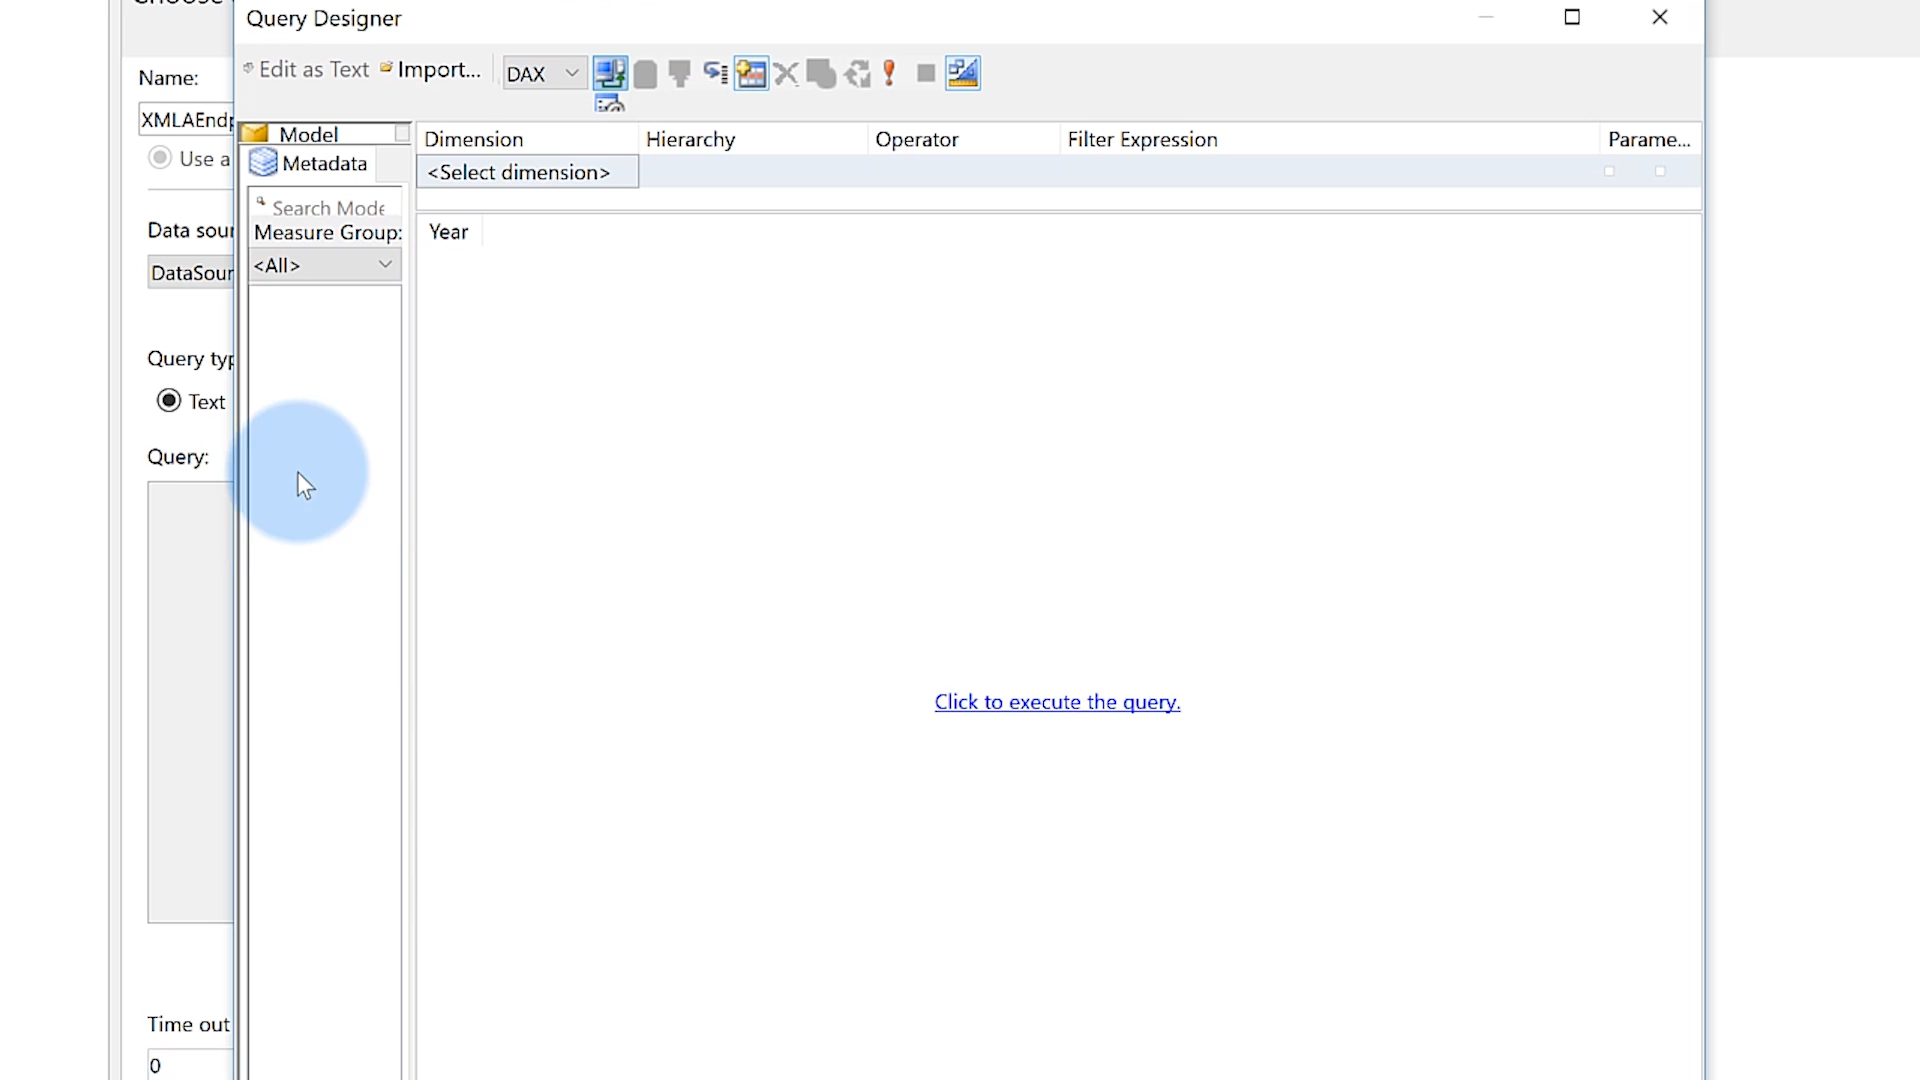 Query Designer
Edit as Text Import... DAX
Name:
XMLAEndp
Use a
Data sour
DataSour
Query typ
Text
Query:
Time out
0
Model
Metadata
Search Mode
Measure Group:
<All>
Dimension Hierarchy Operator Filter Expression Parame...
<Select dimension>
Year
Click to execute the query.